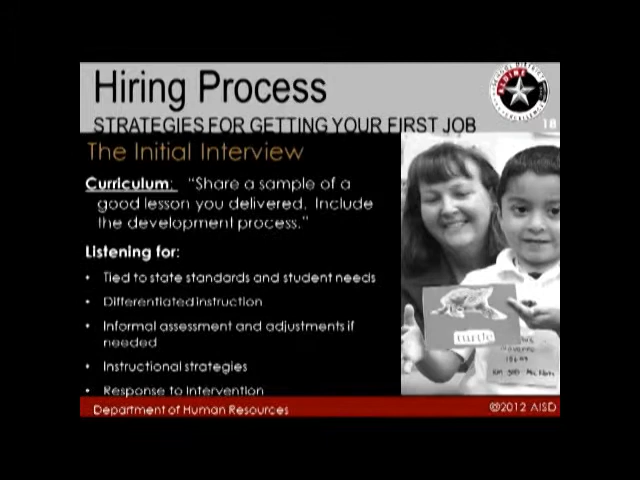 Hiring Process
STRATEGIES FOR GETTING YOUR FIRST JOB
18
The Initial Interview
Curriculum: “Share a sample of a
good lesson you delivered. Include
the development process.”
Listening for:
• Tied to state standards and student needs
• Differentiated instruction
• Informal assessment and adjustments if
needed
• Instructional strategies
• Response to Intervention
turtle
ALDINE
Department of Human Resources
©2012 AISD